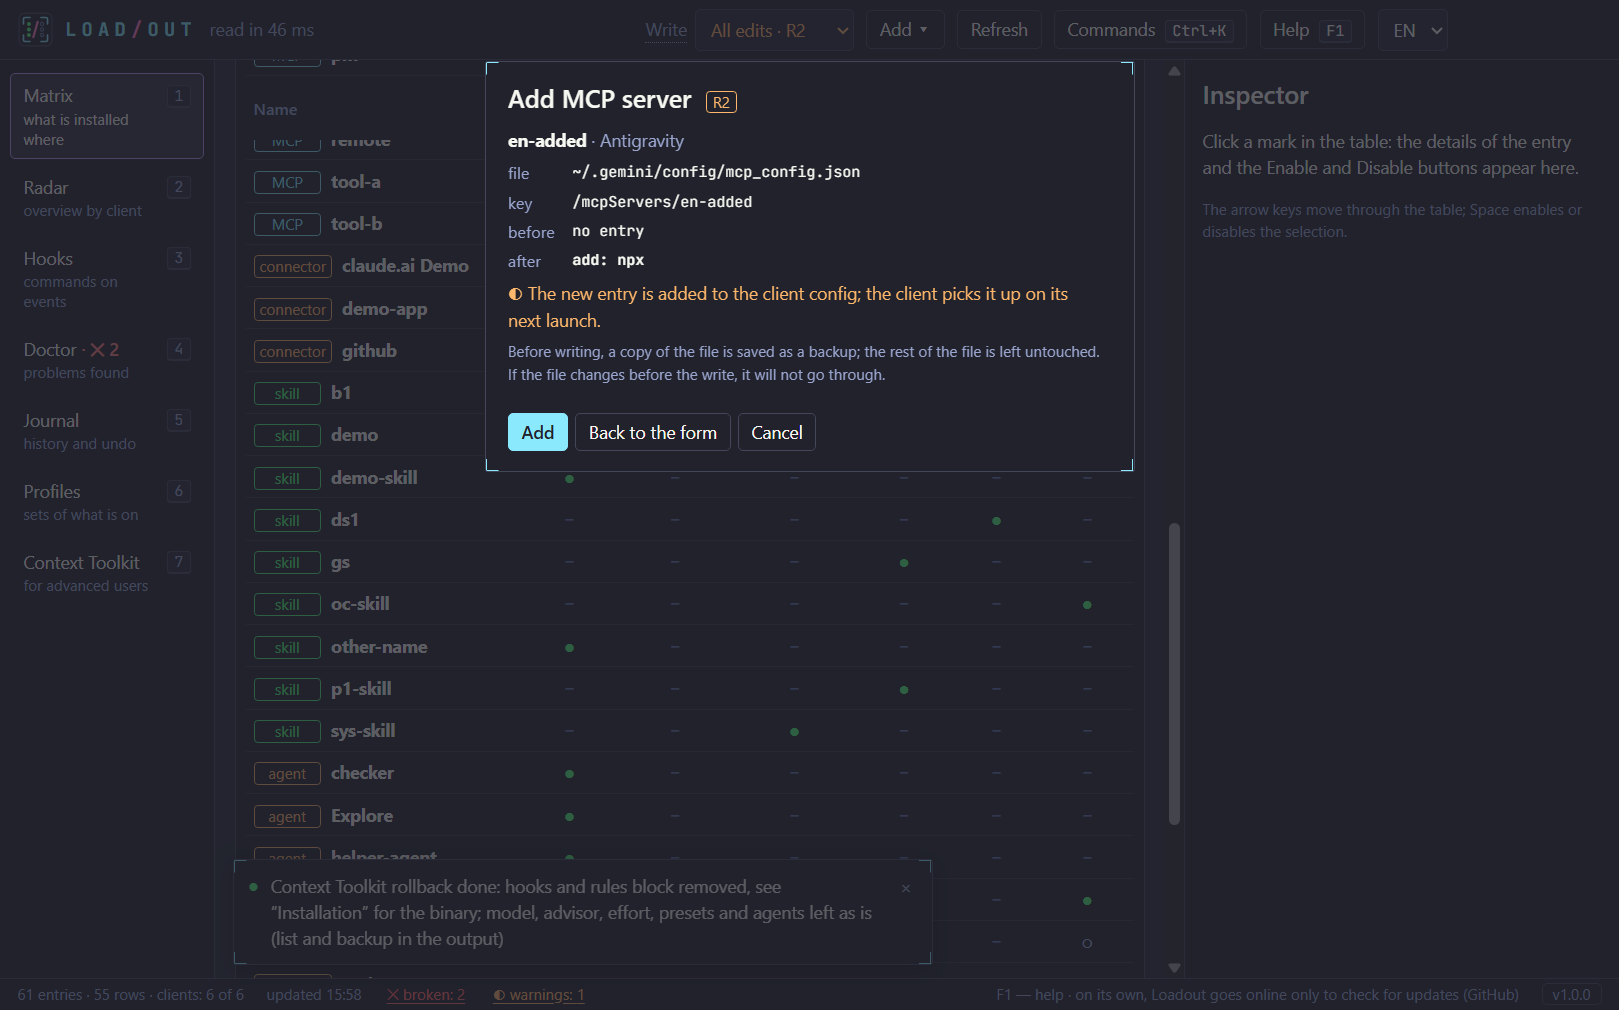 LOAD/OUT read in 46 ms
Write All edits · R2 Add Refresh Commands Ctrl+K Help F1 EN
Matrix 1
what is installed
where
Radar 2
overview by client
Hooks 3
commands on
events
Doctor · ✕ 2 4
problems found
Journal 5
history and undo
Profiles 6
sets of what is on
Context Toolkit 7
for advanced users
Name
MCP remote
MCP tool-a
MCP tool-b
connector claude.ai Demo
connector demo-app
connector github
skill b1
skill demo
skill demo-skill
skill ds1
skill gs
skill oc-skill
skill other-name
skill p1-skill
skill sys-skill
agent checker
agent Explore
agent helper-agent
Add MCP server R2
en-added · Antigravity
file ~/.gemini/config/mcp_config.json
key /mcpServers/en-added
before no entry
after add: npx
◐ The new entry is added to the client config; the client picks it up on its
next launch.
Before writing, a copy of the file is saved as a backup; the rest of the file is left untouched.
If the file changes before the write, it will not go through.
Add Back to the form Cancel
Context Toolkit rollback done: hooks and rules block removed, see
“Installation” for the binary; model, advisor, effort, presets and agents left as is
(list and backup in the output)
Inspector
Click a mark in the table: the details of the entry
and the Enable and Disable buttons appear here.
The arrow keys move through the table; Space enables or
disables the selection.
61 entries · 55 rows · clients: 6 of 6 updated 15:58 ✕ broken: 2 ◐ warnings: 1
F1 — help · on its own, Loadout goes online only to check for updates (GitHub) v1.0.0